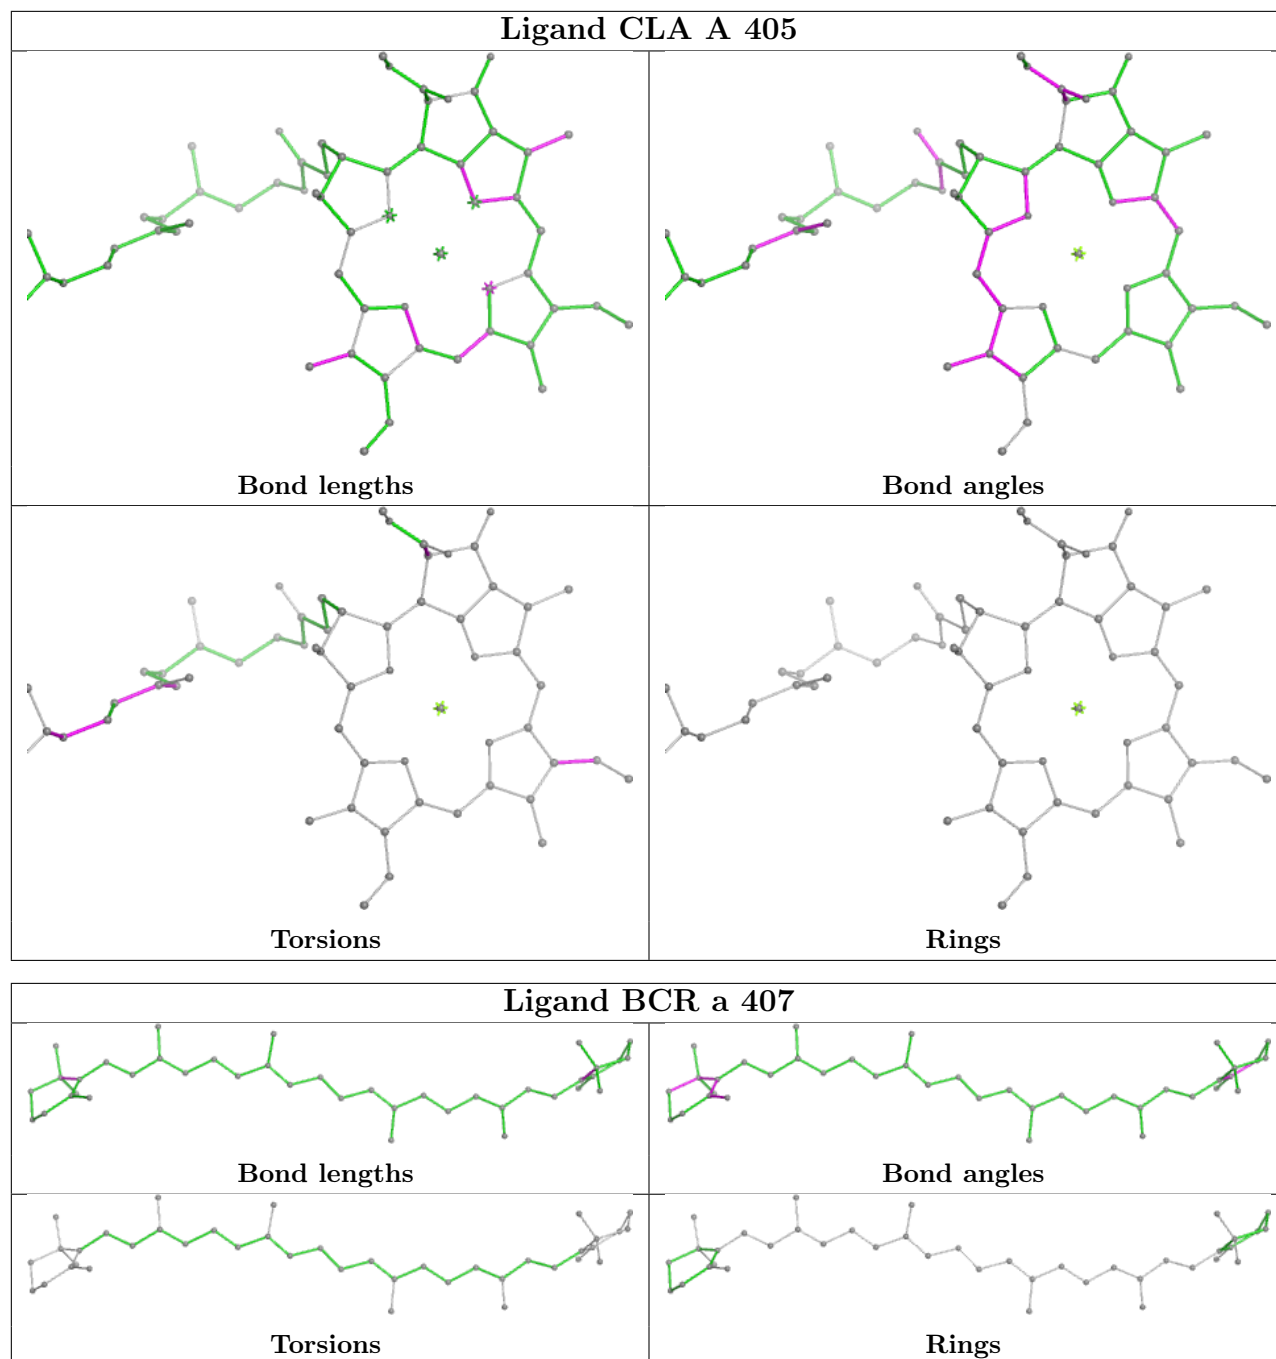 Ligand CLA A 405
Bond lengths
Bond angles
Torsions
Rings
Ligand BCR a 407
Bond lengths
Bond angles
Torsions
Rings